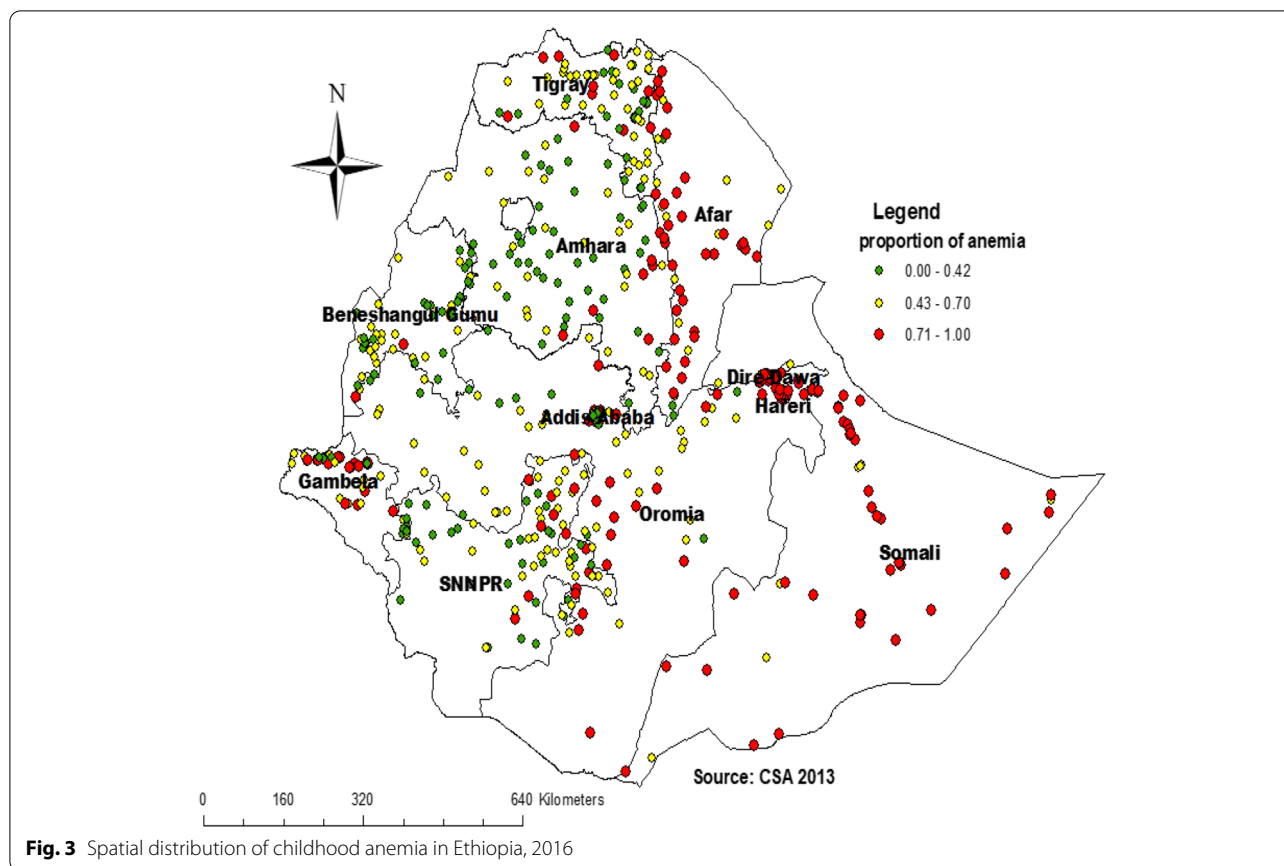 N
Tigray
Afar
Legend
proportion of anemia
0.00 - 0.42
0.43 - 0.70
0.71 - 1.00
Amhara
Beneshangul Gumu
Dire Dawa
Hareri
Addis Ababa
Gambela
Oromia
Somali
SNNPR
Source: CSA 2013
0 160 320 640 Kilometers
Fig. 3 Spatial distribution of childhood anemia in Ethiopia, 2016